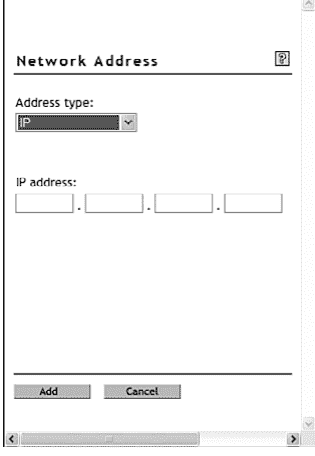 Network Address
?
Address type:
IP
IP address:
. . .
Add Cancel